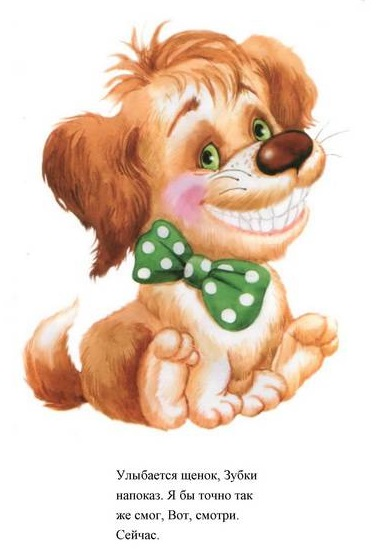 Улыбается щенок, Зубки
напоказ. Я бы точно так
же смог, Вот, смотри.
Сейчас.